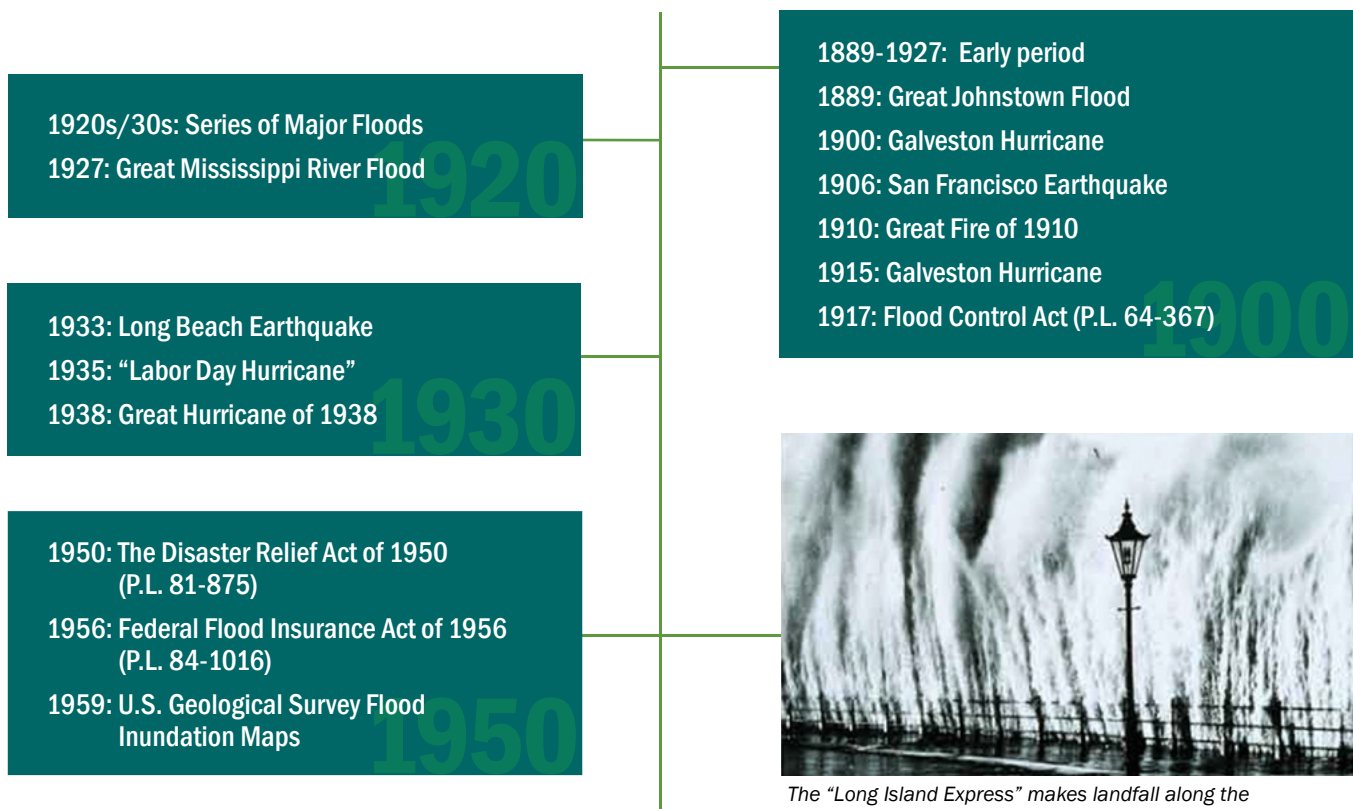 1889-1927: Early period
1889: Great Johnstown Flood
1900: Galveston Hurricane
1906: San Francisco Earthquake
1910: Great Fire of 1910
1915: Galveston Hurricane
1917: Flood Control Act (P.L. 64-367)
1900
1920s/30s: Series of Major Floods
1927: Great Mississippi River Flood
1920
1933: Long Beach Earthquake
1935: “Labor Day Hurricane”
1938: Great Hurricane of 1938
1930
1950: The Disaster Relief Act of 1950
(P.L. 81-875)
1956: Federal Flood Insurance Act of 1956
(P.L. 84-1016)
1959: U.S. Geological Survey Flood
Inundation Maps
1950
The “Long Island Express” makes landfall along the